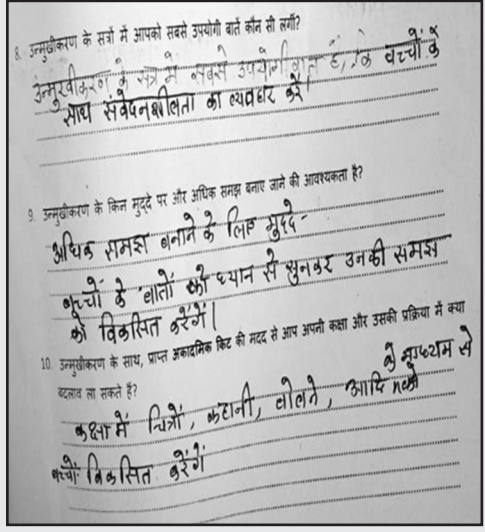 8. उन्मुखीकरण के सत्रों में आपको सबसे उपयोगी बातें कौन सी लगीं?
उन्मुखीकरण के सत्र में सबसे उपयोगी बात है, कि बच्चों के
साथ संवेदनशीलता का व्यवहार करें।
9. उन्मुखीकरण के किन मुद्दे पर और अधिक समझ बनाए जाने की आवश्यकता है?
अधिक समझ बनाने के लिए मुद्दे-
बच्चों के बातों को ध्यान से सुनकर उनकी समझ
को विकसित करेंगें।
10. उन्मुखीकरण के साथ, प्राप्त अकादमिक किट की मदद से आप अपनी कक्षा और उसकी प्रक्रिया में क्या
बदलाव ला सकते हैं?
के माध्यम से
कक्षा में चित्रों, कहानी, बोलने, आदि
बच्चों विकसित करेंगें